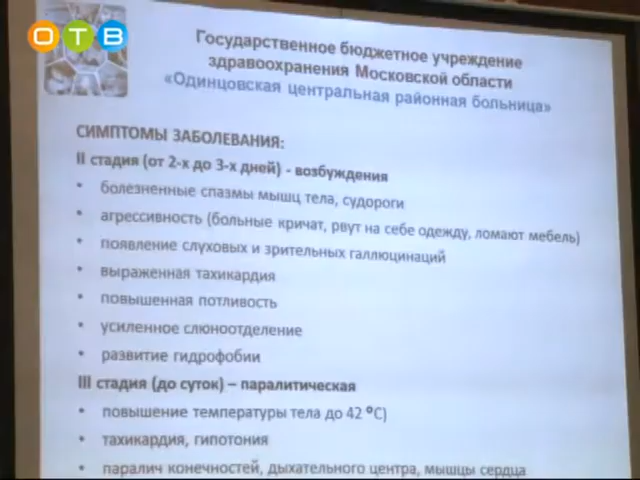 ОТВ
Государственное бюджетное учреждение
здравоохранения Московской области
«Одинцовская центральная районная больница»
СИМПТОМЫ ЗАБОЛЕВАНИЯ:
II стадия (от 2-х до 3-х дней) - возбуждения
• болезненные спазмы мышц тела, судороги
• агрессивность (больные кричат, рвут на себе одежду, ломают мебель)
• появление слуховых и зрительных галлюцинаций
• выраженная тахикардия
• повышенная потливость
• усиленное слюноотделение
• развитие гидрофобии
III стадия (до суток) – паралитическая
• повышение температуры тела до 42 ºС)
• тахикардия, гипотония
• паралич конечностей, дыхательного центра, мышцы сердца